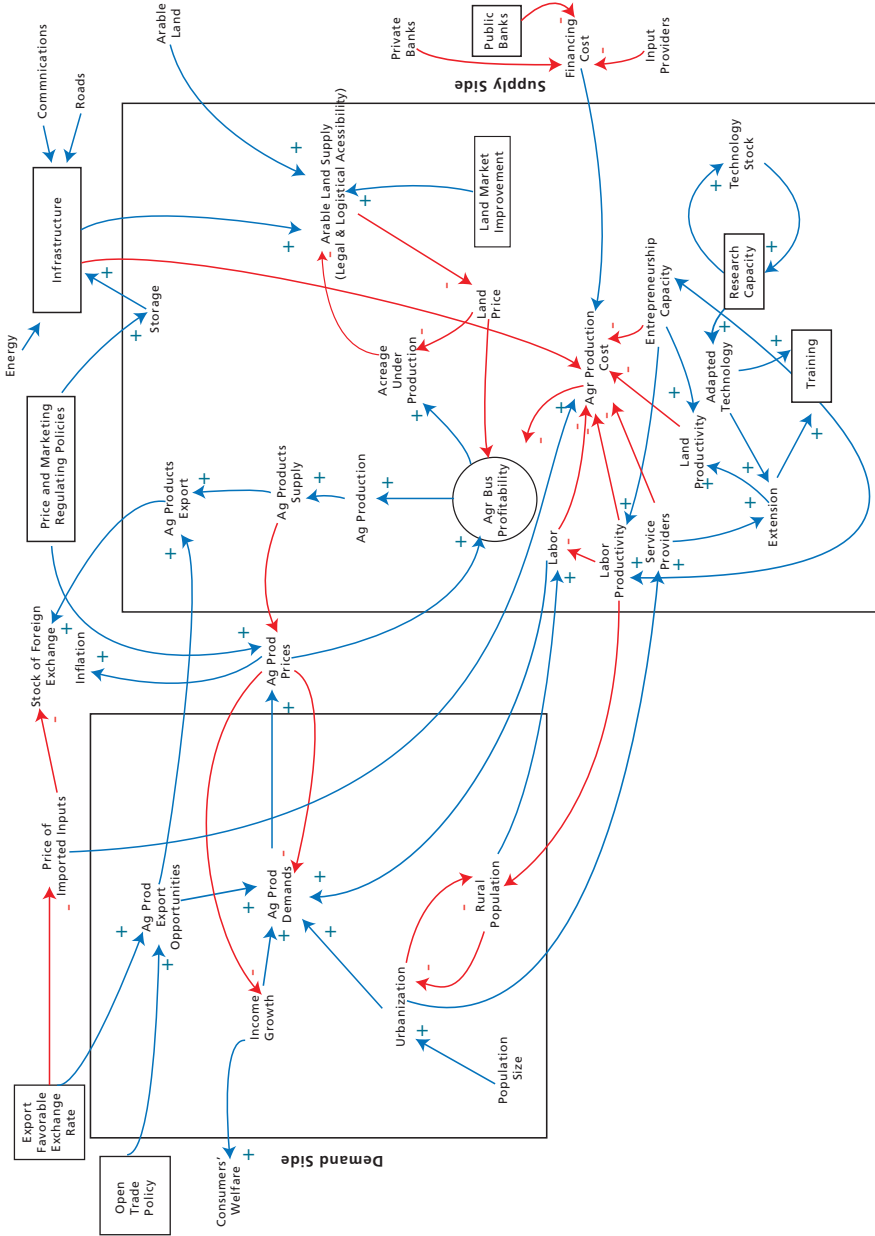 Export
Favorable
Exchange
Rate
Open
Trade
Policy
Consumers'
Welfare
Demand Side
Price of
Imported Inputs
-
Stock of Foreign
Exchange
-
+
Inflation
+
Ag Prod
Export
Opportunities
+
+
Income
Growth
-
Ag Prod
Demands
+
+
-
+
+
Urbanization
+
-
Rural
Population
-
Population
Size
+
Ag Prod
Prices
+
+
-
Price and Marketing
Regulating Policies
Energy
Infrastructure
Commnications
Roads
+
Storage
+
Ag Products
Export
+
+
Ag Products
Supply
+
Ag Production
+
Agr Bus
Profitability
+
-
-
Acreage
Under
Production
+
-
Land
Price
-
Arable Land Supply
(Legal & Logistical Acessibility)
+
+
+
-
Arable
Land
Land Market
Improvement
Supply Side
Private
Banks
Public
Banks
Financing
Cost
-
-
Input
Providers
Agr Production
Cost
+
-
-
-
-
-
Labor
+
-
Labor
Productivity
+
+
Service
Providers
+
Entrepreneurship
Capacity
Land
Productivity
+
+
Adapted
Technology
+
Extension
+
+
Training
+
+
Research
Capacity
+
Technology
Stock
+